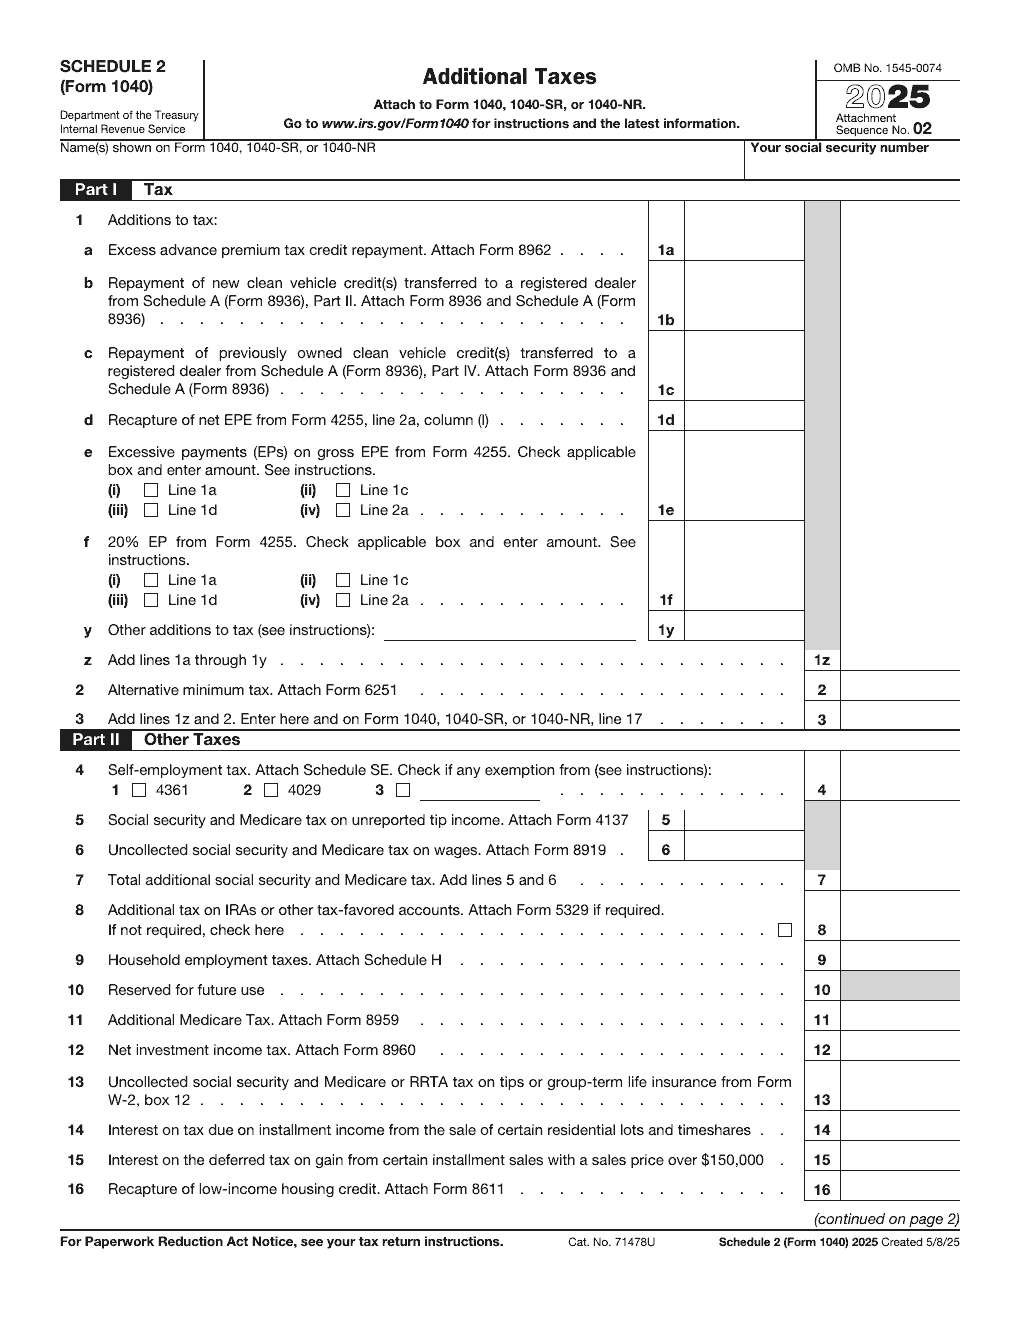 SCHEDULE 2
(Form 1040)
Department of the Treasury
Internal Revenue Service
Additional Taxes
Attach to Form 1040, 1040-SR, or 1040-NR.
Go to www.irs.gov/Form1040 for instructions and the latest information.
OMB No. 1545-0074
2025
Attachment
Sequence No. 02
Name(s) shown on Form 1040, 1040-SR, or 1040-NR
Your social security number
Part I Tax
1 Additions to tax:
a Excess advance premium tax credit repayment. Attach Form 8962 . . . . 1a
b Repayment of new clean vehicle credit(s) transferred to a registered dealer
from Schedule A (Form 8936), Part II. Attach Form 8936 and Schedule A (Form
8936) . . . . . . . . . . . . . . . . . . . . . . . . 1b
c Repayment of previously owned clean vehicle credit(s) transferred to a
registered dealer from Schedule A (Form 8936), Part IV. Attach Form 8936 and
Schedule A (Form 8936) . . . . . . . . . . . . . . . . . . 1c
d Recapture of net EPE from Form 4255, line 2a, column (l) . . . . . . . 1d
e Excessive payments (EPs) on gross EPE from Form 4255. Check applicable
box and enter amount. See instructions.
(i) Line 1a (ii) Line 1c
(iii) Line 1d (iv) Line 2a . . . . . . . . . . . 1e
f 20% EP from Form 4255. Check applicable box and enter amount. See
instructions.
(i) Line 1a (ii) Line 1c
(iii) Line 1d (iv) Line 2a . . . . . . . . . . . 1f
y Other additions to tax (see instructions): 1y
z Add lines 1a through 1y . . . . . . . . . . . . . . . . . . . . . . . . . . 1z
2 Alternative minimum tax. Attach Form 6251 . . . . . . . . . . . . . . . . . . . 2
3 Add lines 1z and 2. Enter here and on Form 1040, 1040-SR, or 1040-NR, line 17 . . . . . . . 3
Part II Other Taxes
4 Self-employment tax. Attach Schedule SE. Check if any exemption from (see instructions):
1 4361 2 4029 3 . . . . . . . . . . . . 4
5 Social security and Medicare tax on unreported tip income. Attach Form 4137 5
6 Uncollected social security and Medicare tax on wages. Attach Form 8919 . 6
7 Total additional social security and Medicare tax. Add lines 5 and 6 . . . . . . . . . . . 7
8 Additional tax on IRAs or other tax-favored accounts. Attach Form 5329 if required.
If not required, check here . . . . . . . . . . . . . . . . . . . . . . . . 8
9 Household employment taxes. Attach Schedule H . . . . . . . . . . . . . . . . . 9
10 Reserved for future use . . . . . . . . . . . . . . . . . . . . . . . . . . 10
11 Additional Medicare Tax. Attach Form 8959 . . . . . . . . . . . . . . . . . . . 11
12 Net investment income tax. Attach Form 8960 . . . . . . . . . . . . . . . . . . 12
13 Uncollected social security and Medicare or RRTA tax on tips or group-term life insurance from Form
W-2, box 12 . . . . . . . . . . . . . . . . . . . . . . . . . . . . . . 13
14 Interest on tax due on installment income from the sale of certain residential lots and timeshares . . 14
15 Interest on the deferred tax on gain from certain installment sales with a sales price over $150,000 . 15
16 Recapture of low-income housing credit. Attach Form 8611 . . . . . . . . . . . . . . 16
(continued on page 2)
For Paperwork Reduction Act Notice, see your tax return instructions. Cat. No. 71478U Schedule 2 (Form 1040) 2025 Created 5/8/25